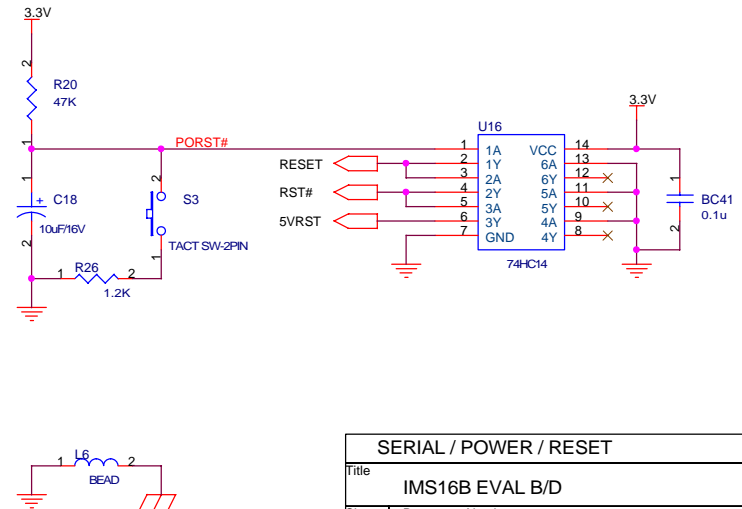 3.3V
2
R20
47K
1
PORST#
1
C18
10uF/16V
2
2
S3
TACT SW-2PIN
1
1 R26 2
1.2K
RESET
RST#
5VRST
U16
1 1A VCC 14
2 1Y 6A 13
3 2A 6Y 12
4 2Y 5A 11
5 3A 5Y 10
6 3Y 4A 9
7 GND 4Y 8
74HC14
3.3V
1
BC41
0.1u
2
1 L6 2
BEAD
SERIAL / POWER / RESET
Title
IMS16B EVAL B/D